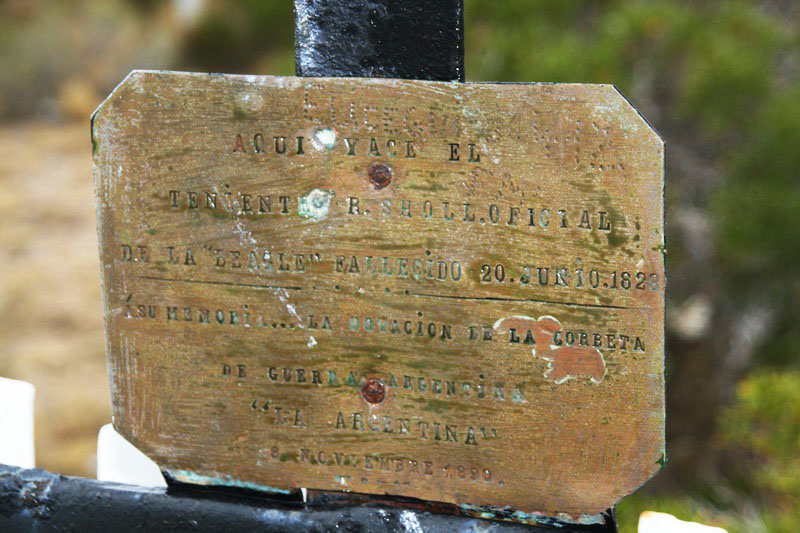 AQUI YACE EL
TENIENTE R. SHOLL.OFICIAL
DE LA "BEAGLE" FALLECIDO 20.JUNIO.1828
Á SU MEMORIA...LA DOTACION DE LA CORBETA
DE GUERRA ARGENTINA
"LA ARGENTINA"
8. NOVIEMBRE 1890.